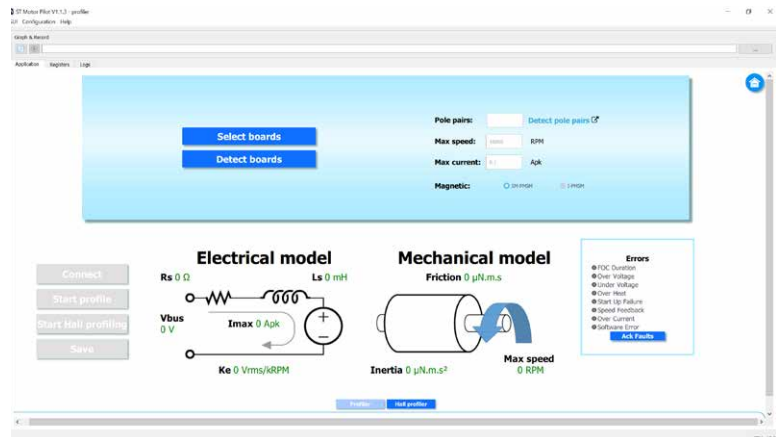 ST Motor Pilot V1.1.2 - profiler
Configuration Help
Graph & Record
...
Application Registers Logs
Select boards
Detect boards
Pole pairs: Detect pole pairs
Max speed: RPM
Max current: Apk
Magnetic: SM-PMSM I-PMSM
Connect
Start profile
Start Hall profiling
Save
Electrical model
Rs 0 Ω Ls 0 mH
Vbus
0 V
Imax 0 Apk
Ke 0 Vrms/kRPM
Mechanical model
Friction 0 μN.m.s
Inertia 0 μN.m.s²
Max speed
0 RPM
Errors
FOC Duration
Over Voltage
Under Voltage
Over Heat
Start Up Failure
Speed Feedback
Over Current
Software Error
Ack Faults
Profiler Hall profiler